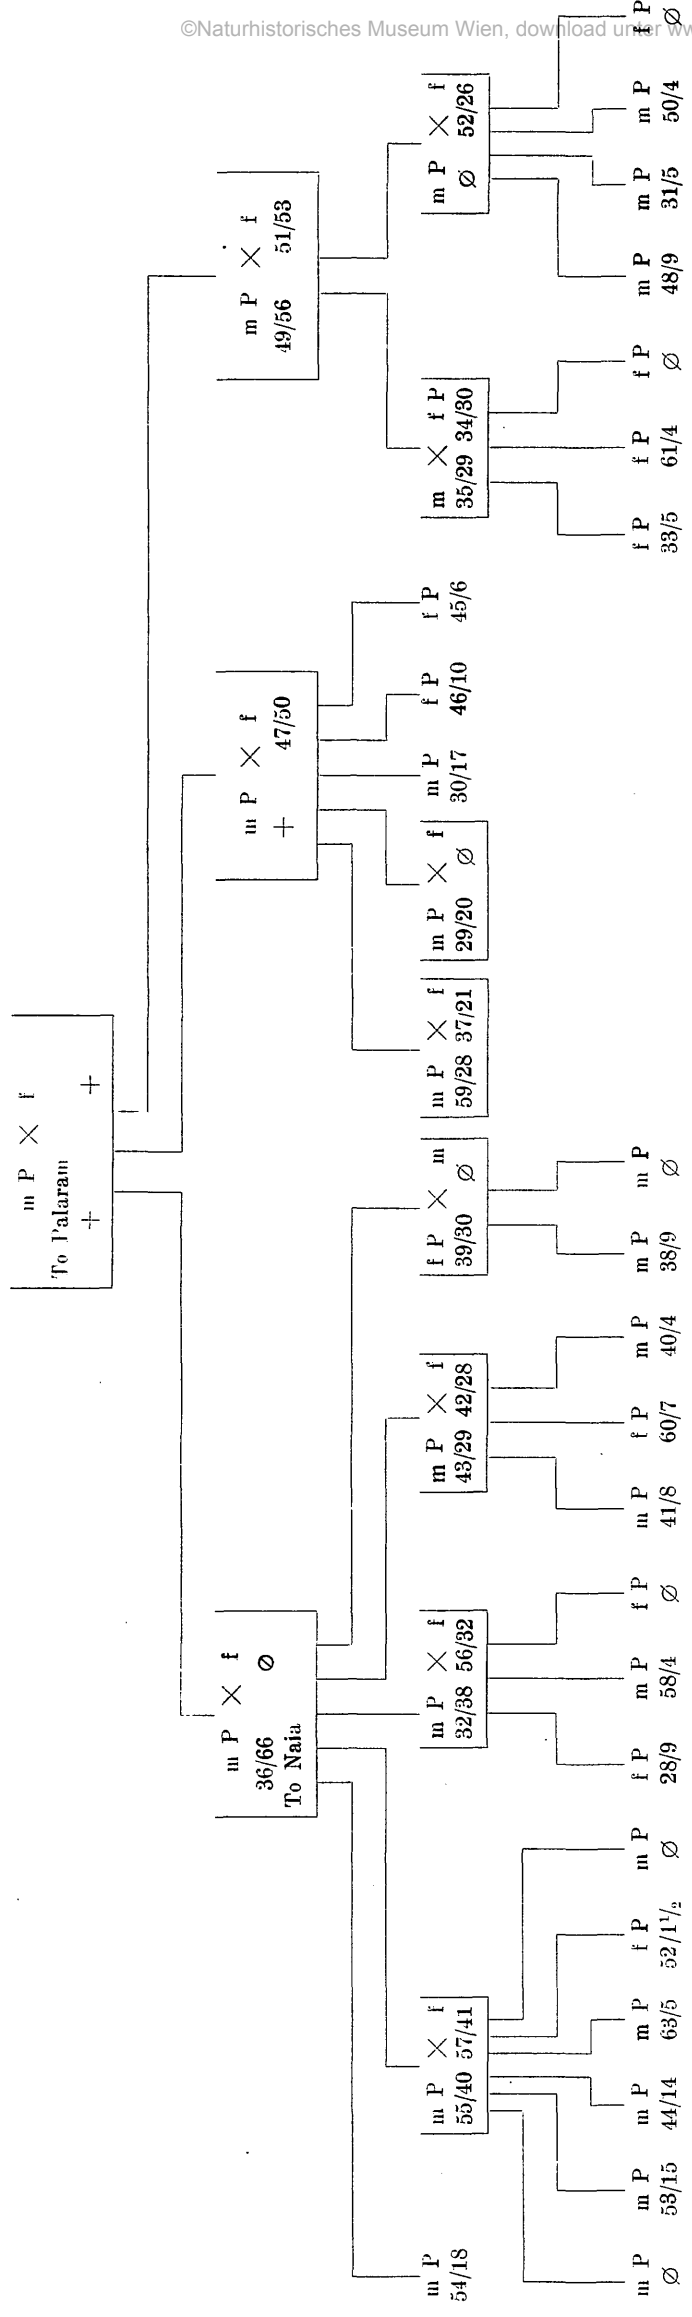 ©Naturhistorisches Museum Wien, download unter ww
m P × f
To Palaram
+ +
m P × f
36/66 Ø
To Naia
m P × f
+ 47/50
m P × f
49/56 51/53
m P
54/18
m P × f
55/40 57/41
m P × f
32/38 56/32
m P × f
43/29 42/28
f P × m
39/30 Ø
m P × f
59/28 37/21
m P × f
29/20 Ø
m P
30/17
f P
46/10
f P
45/6
m × f P
35/29 34/30
m P × f
Ø 52/26
m P
Ø
m P
53/15
m P
44/14
m P
63/5
f P
52/1½
m P
Ø
f P
28/9
m P
58/4
f P
Ø
m P
41/8
f P
60/7
m P
40/4
m P
38/9
m P
Ø
f P
33/5
f P
61/4
f P
Ø
m P
48/9
m P
31/5
m P
50/4
f P
Ø